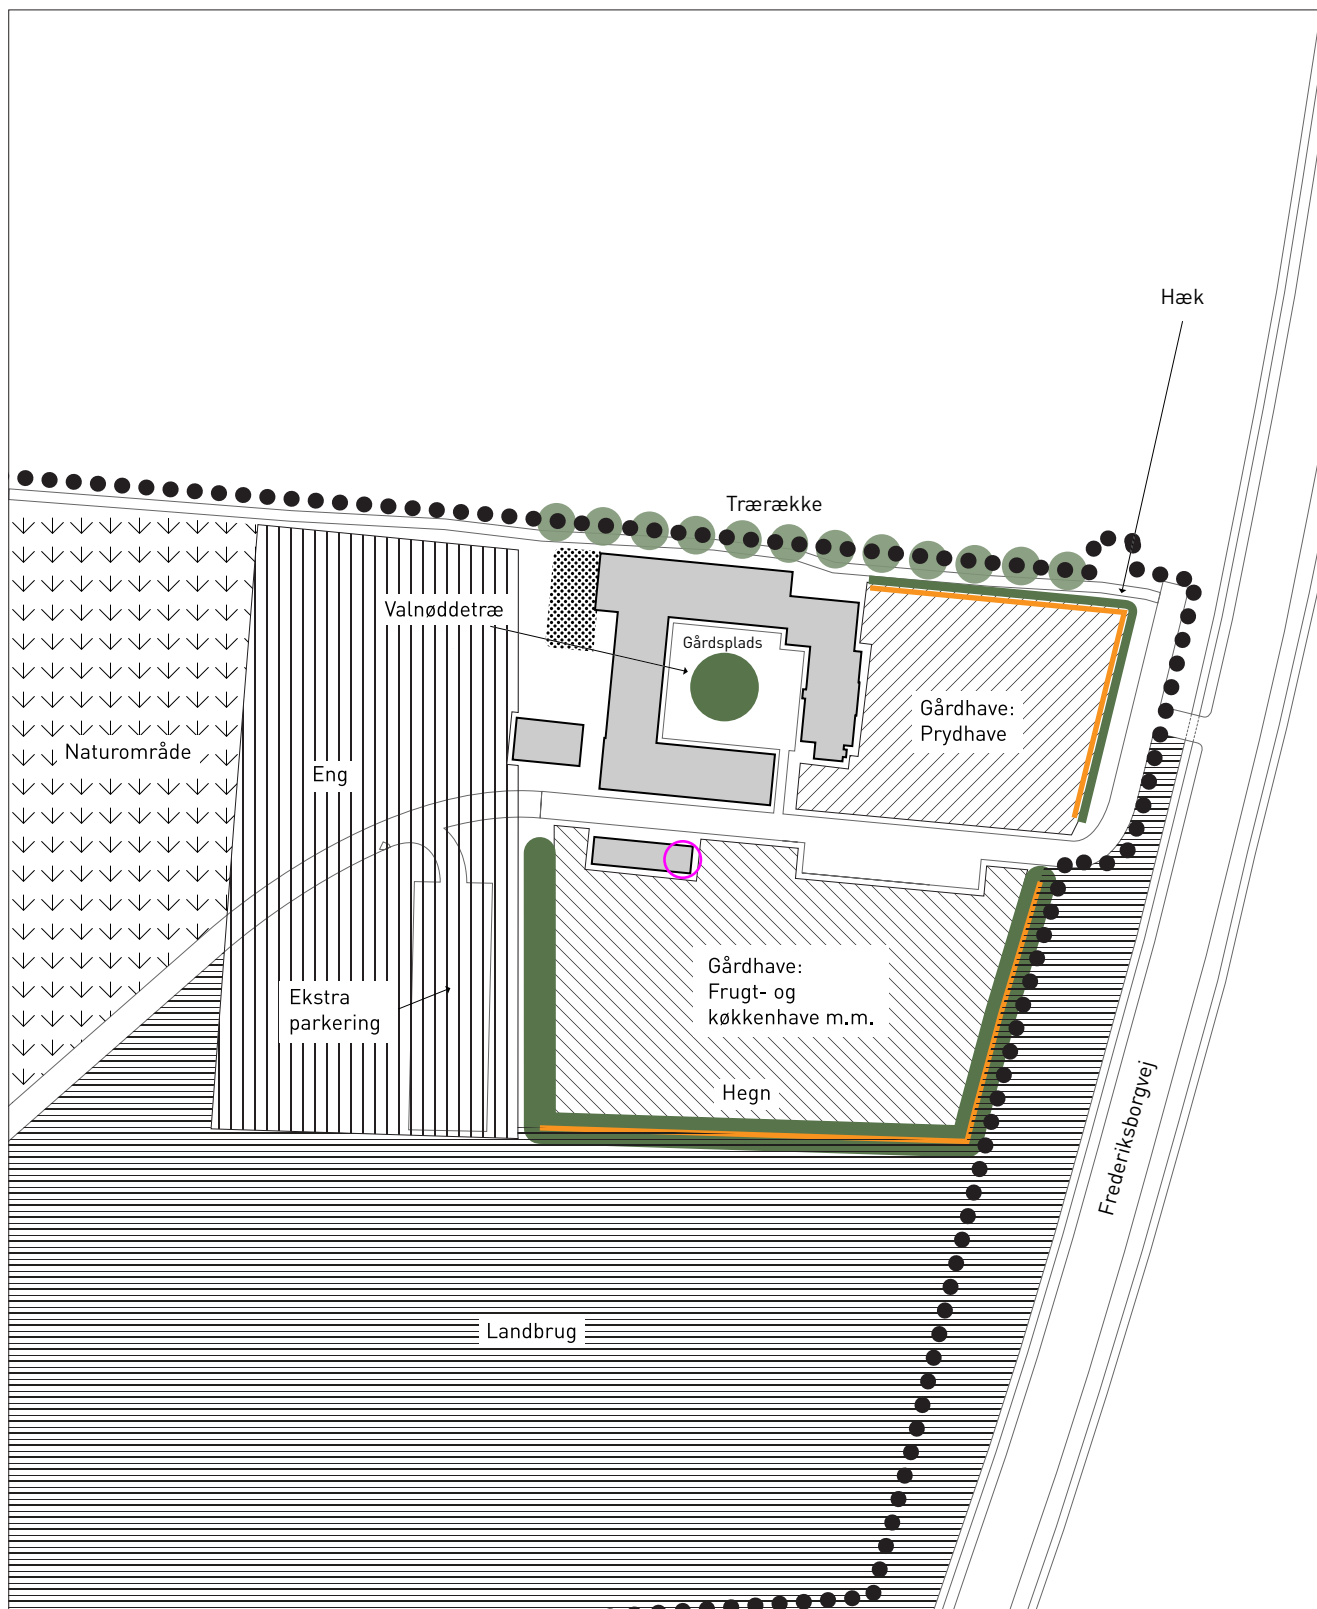 Hæk
Trærække
Valnøddetræ
Gårdsplads
Gårdhave:
Prydhave
Naturområde
Eng
Gårdhave:
Frugt- og
køkkenhave m.m.
Ekstra
parkering
Hegn
Frederiksborgvej
Landbrug